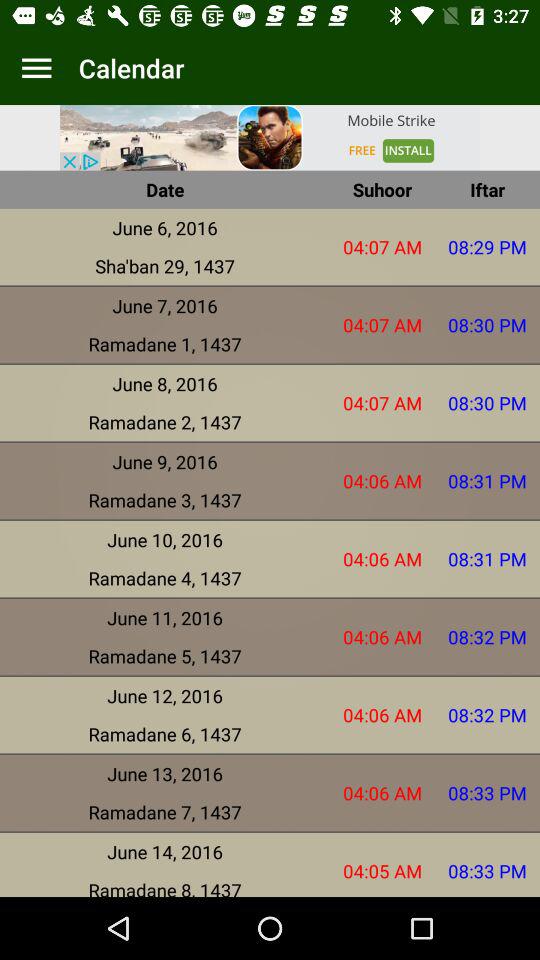 3:27
Calendar
Mobile Strike
FREE INSTALL
Date Suhoor Iftar
June 6, 2016
Sha'ban 29, 1437
04:07 AM 08:29 PM
June 7, 2016
Ramadane 1, 1437
04:07 AM 08:30 PM
June 8, 2016
Ramadane 2, 1437
04:07 AM 08:30 PM
June 9, 2016
Ramadane 3, 1437
04:06 AM 08:31 PM
June 10, 2016
Ramadane 4, 1437
04:06 AM 08:31 PM
June 11, 2016
Ramadane 5, 1437
04:06 AM 08:32 PM
June 12, 2016
Ramadane 6, 1437
04:06 AM 08:32 PM
June 13, 2016
Ramadane 7, 1437
04:06 AM 08:33 PM
June 14, 2016
Ramadane 8, 1437
04:05 AM 08:33 PM